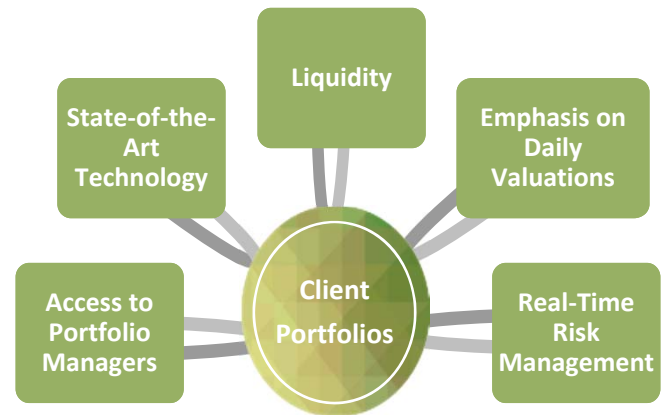 Liquidity
State-of-the-
Art
Technology
Emphasis on
Daily
Valuations
Access to
Portfolio
Managers
Client
Portfolios
Real-Time
Risk
Management